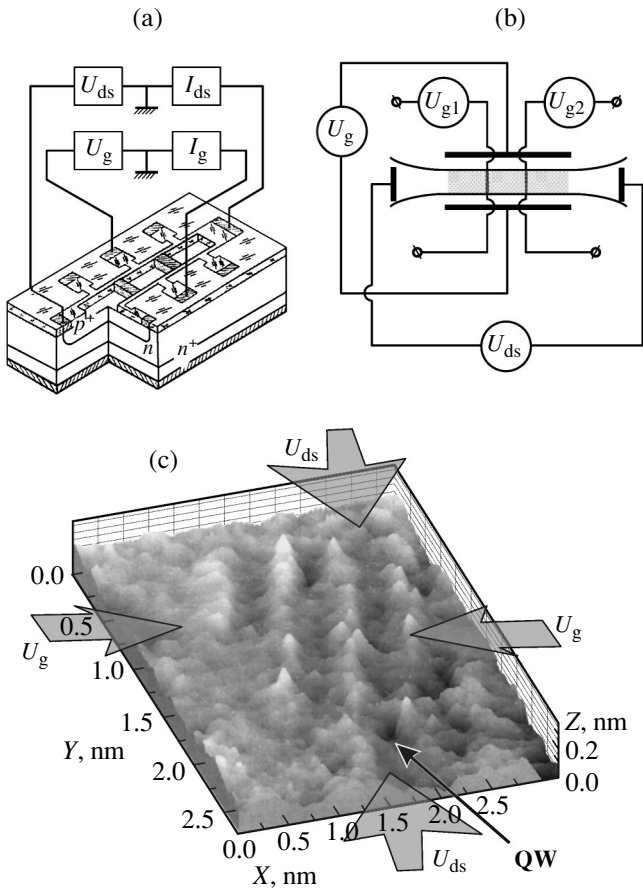 (a)
(b)
U_ds
I_ds
U_g
I_g
p+
n
n+
U_g1
U_g2
U_g
U_ds
(c)
U_ds
U_g
U_g
0.0
0.5
1.0
1.5
2.0
2.5
Y, nm
0.0
0.5
1.0
1.5
2.0
2.5
X, nm
Z, nm
0.2
0.0
U_ds
QW